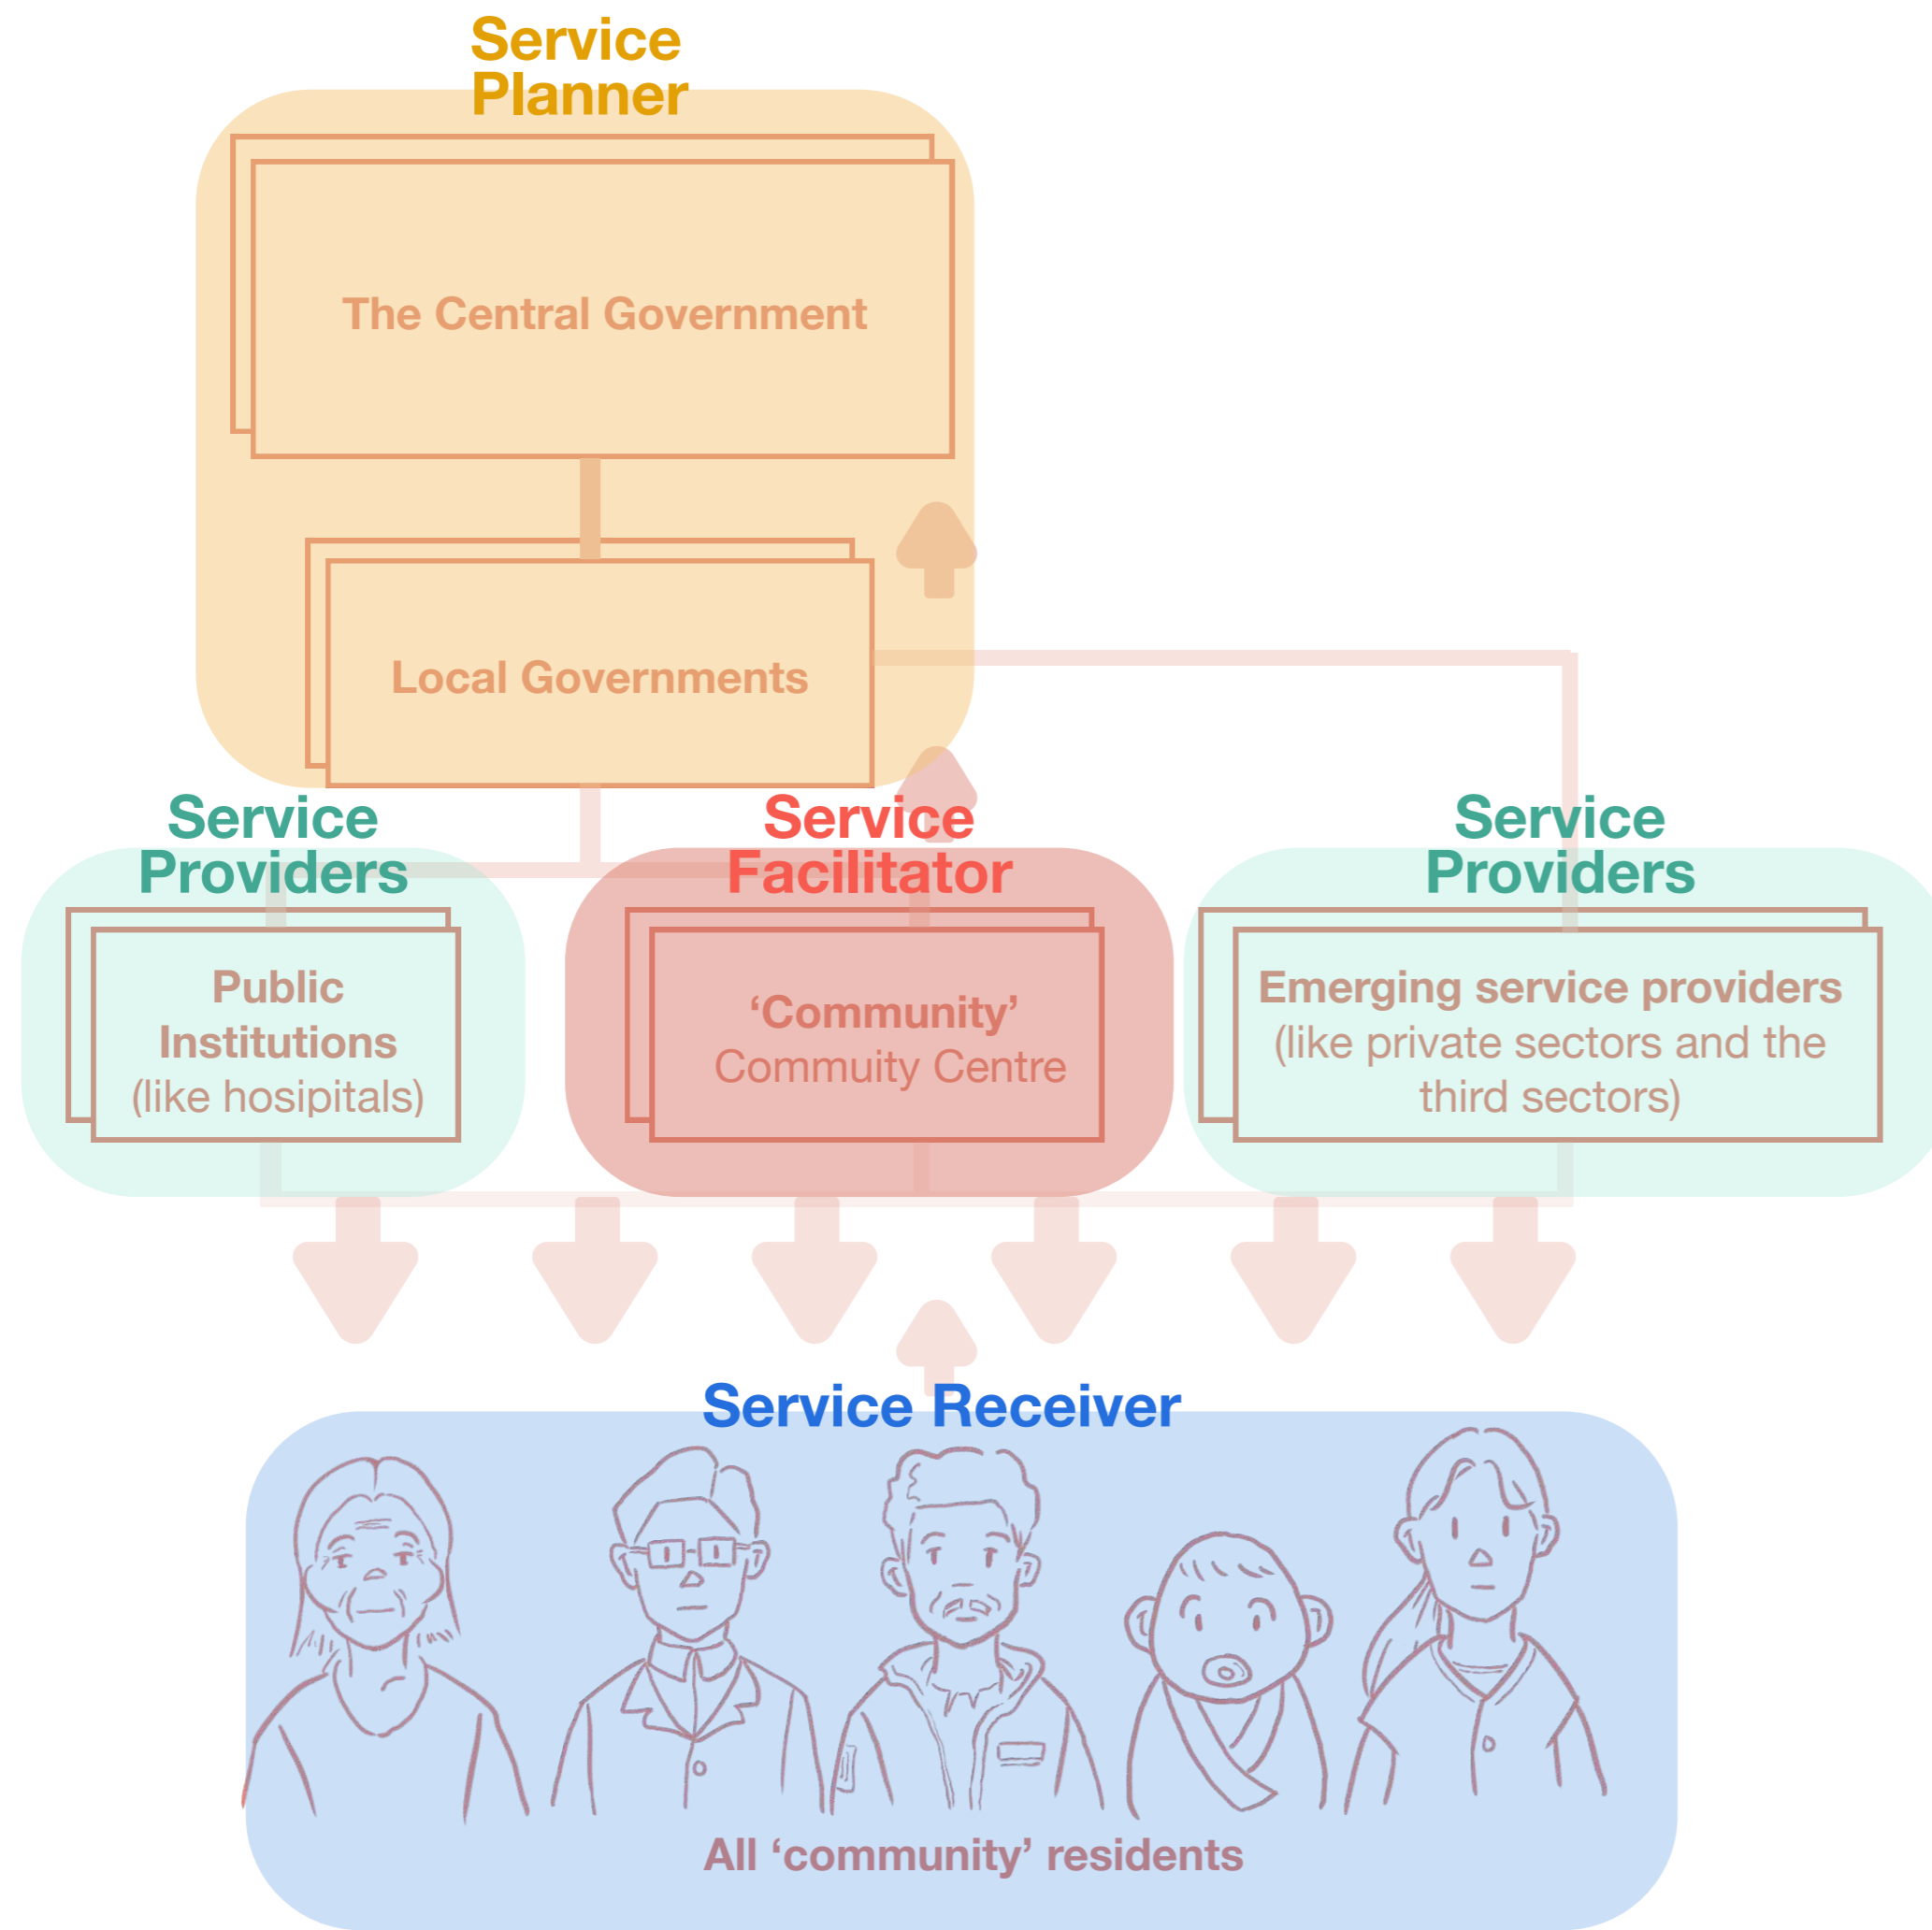 Service
Planner
The Central Government
Local Governments
Service
Providers
Public
Institutions
(like hosipitals)
Service
Facilitator
‘Community’
Commuity Centre
Service
Providers
Emerging service providers
(like private sectors and the
third sectors)
Service Receiver
All ‘community’ residents